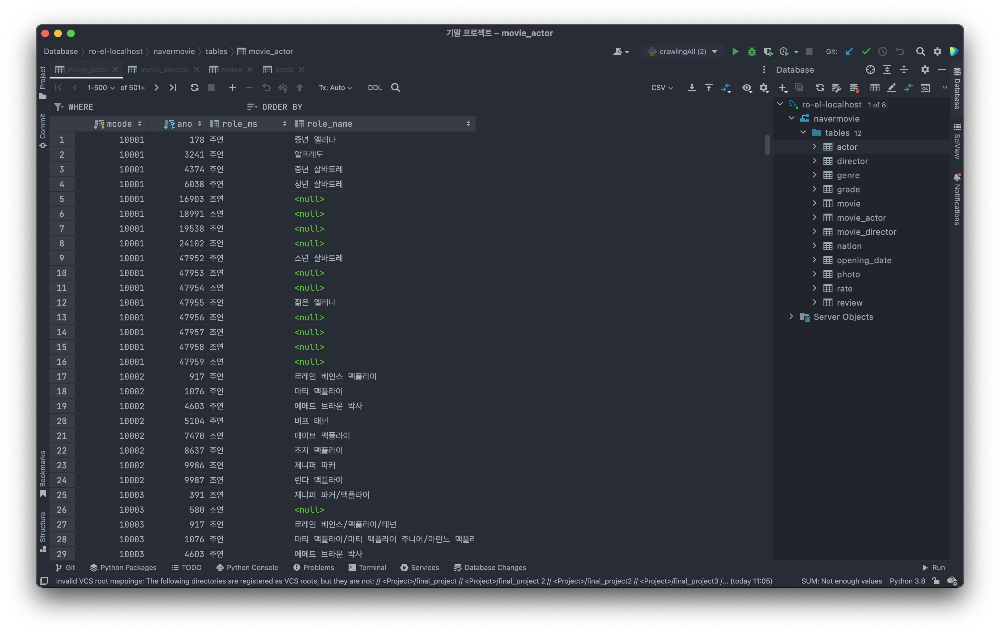 기말 프로젝트 – movie_actor
Database 〉 ro-el-localhost 〉 navermovie 〉 tables 〉 movie_actor
crawlingAll (2)
Git:
Project
Commit
Bookmarks
Structure
movie_actor movie_director review grade
1-500 of 501+ Tx: Auto DDL CSV
WHERE ORDER BY
mcode ano role_ms role_name
1 10001 178 주연 중년 엘레나
2 10001 3241 주연 알프레도
3 10001 4374 주연 중년 살바토레
4 10001 6038 주연 청년 살바토레
5 10001 16903 조연 <null>
6 10001 18991 조연 <null>
7 10001 19538 조연 <null>
8 10001 24102 조연 <null>
9 10001 47952 주연 소년 살바토레
10 10001 47953 조연 <null>
11 10001 47954 조연 <null>
12 10001 47955 조연 젊은 엘레나
13 10001 47956 조연 <null>
14 10001 47957 조연 <null>
15 10001 47958 조연 <null>
16 10001 47959 조연 <null>
17 10002 917 주연 로레인 베인스 맥플라이
18 10002 1076 주연 마티 맥플라이
19 10002 4603 주연 에메트 브라운 박사
20 10002 5104 주연 비프 태넌
21 10002 7470 조연 데이브 맥플라이
22 10002 8637 주연 조지 맥플라이
23 10002 9986 조연 제니퍼 파커
24 10002 9987 조연 린다 맥플라이
25 10003 391 조연 제니퍼 파커/맥플라이
26 10003 580 조연 <null>
27 10003 917 조연 로레인 베인스/맥플라이/태넌
28 10003 1076 주연 마티 맥플라이/마티 맥플라이 주니어/마린느
29 10003 4603 주연 에메트 브라운 박사
Database
QL
ro-el-localhost 1 of 8
navermovie
tables 12
actor
director
genre
grade
movie
movie_actor
movie_director
nation
opening_date
photo
rate
review
Server Objects
Database
SciView
Notifications
Git Python Packages TODO Python Console Problems Terminal Services Database Changes Run
Invalid VCS root mappings: The following directories are registered as VCS roots, but they are not: // <Project>/final_project // <Project>/final_project 2 // <Project>/final_project2 // <Project>/final_project3 /... (today 11:05) SUM: Not enough values Python 3.8